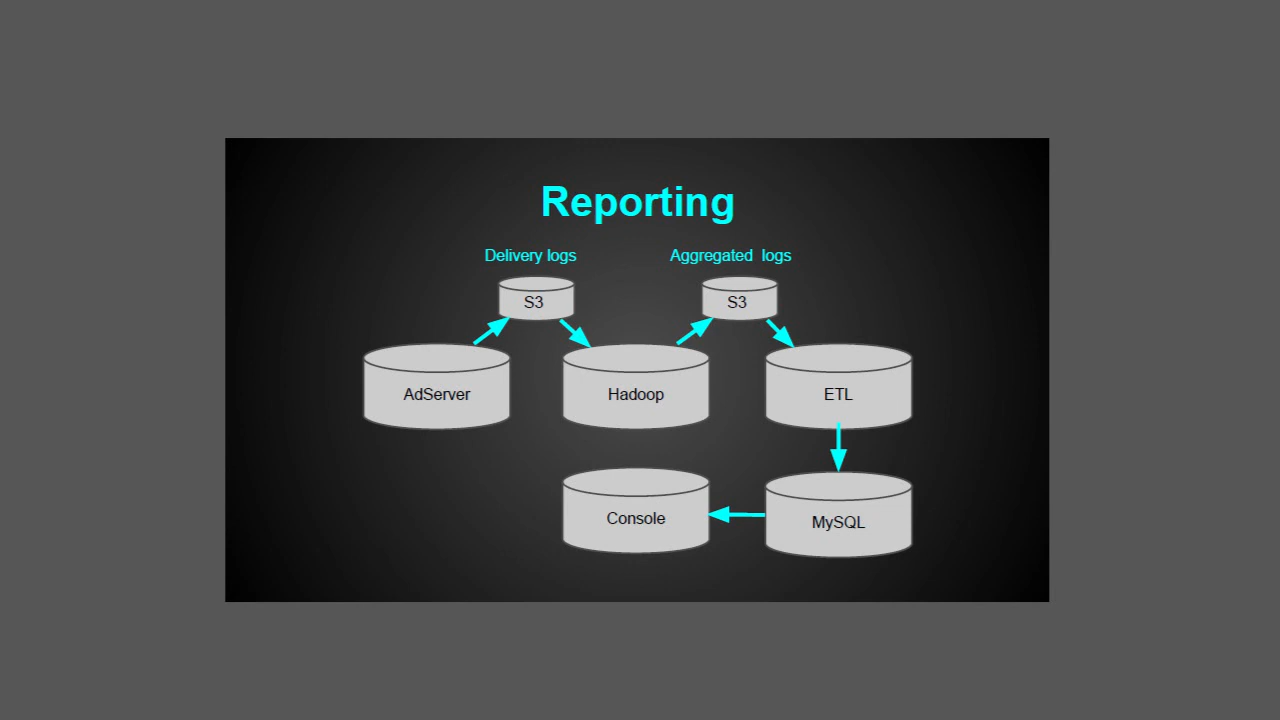 Reporting
Delivery logs
Aggregated logs
S3
S3
AdServer
Hadoop
ETL
Console
MySQL